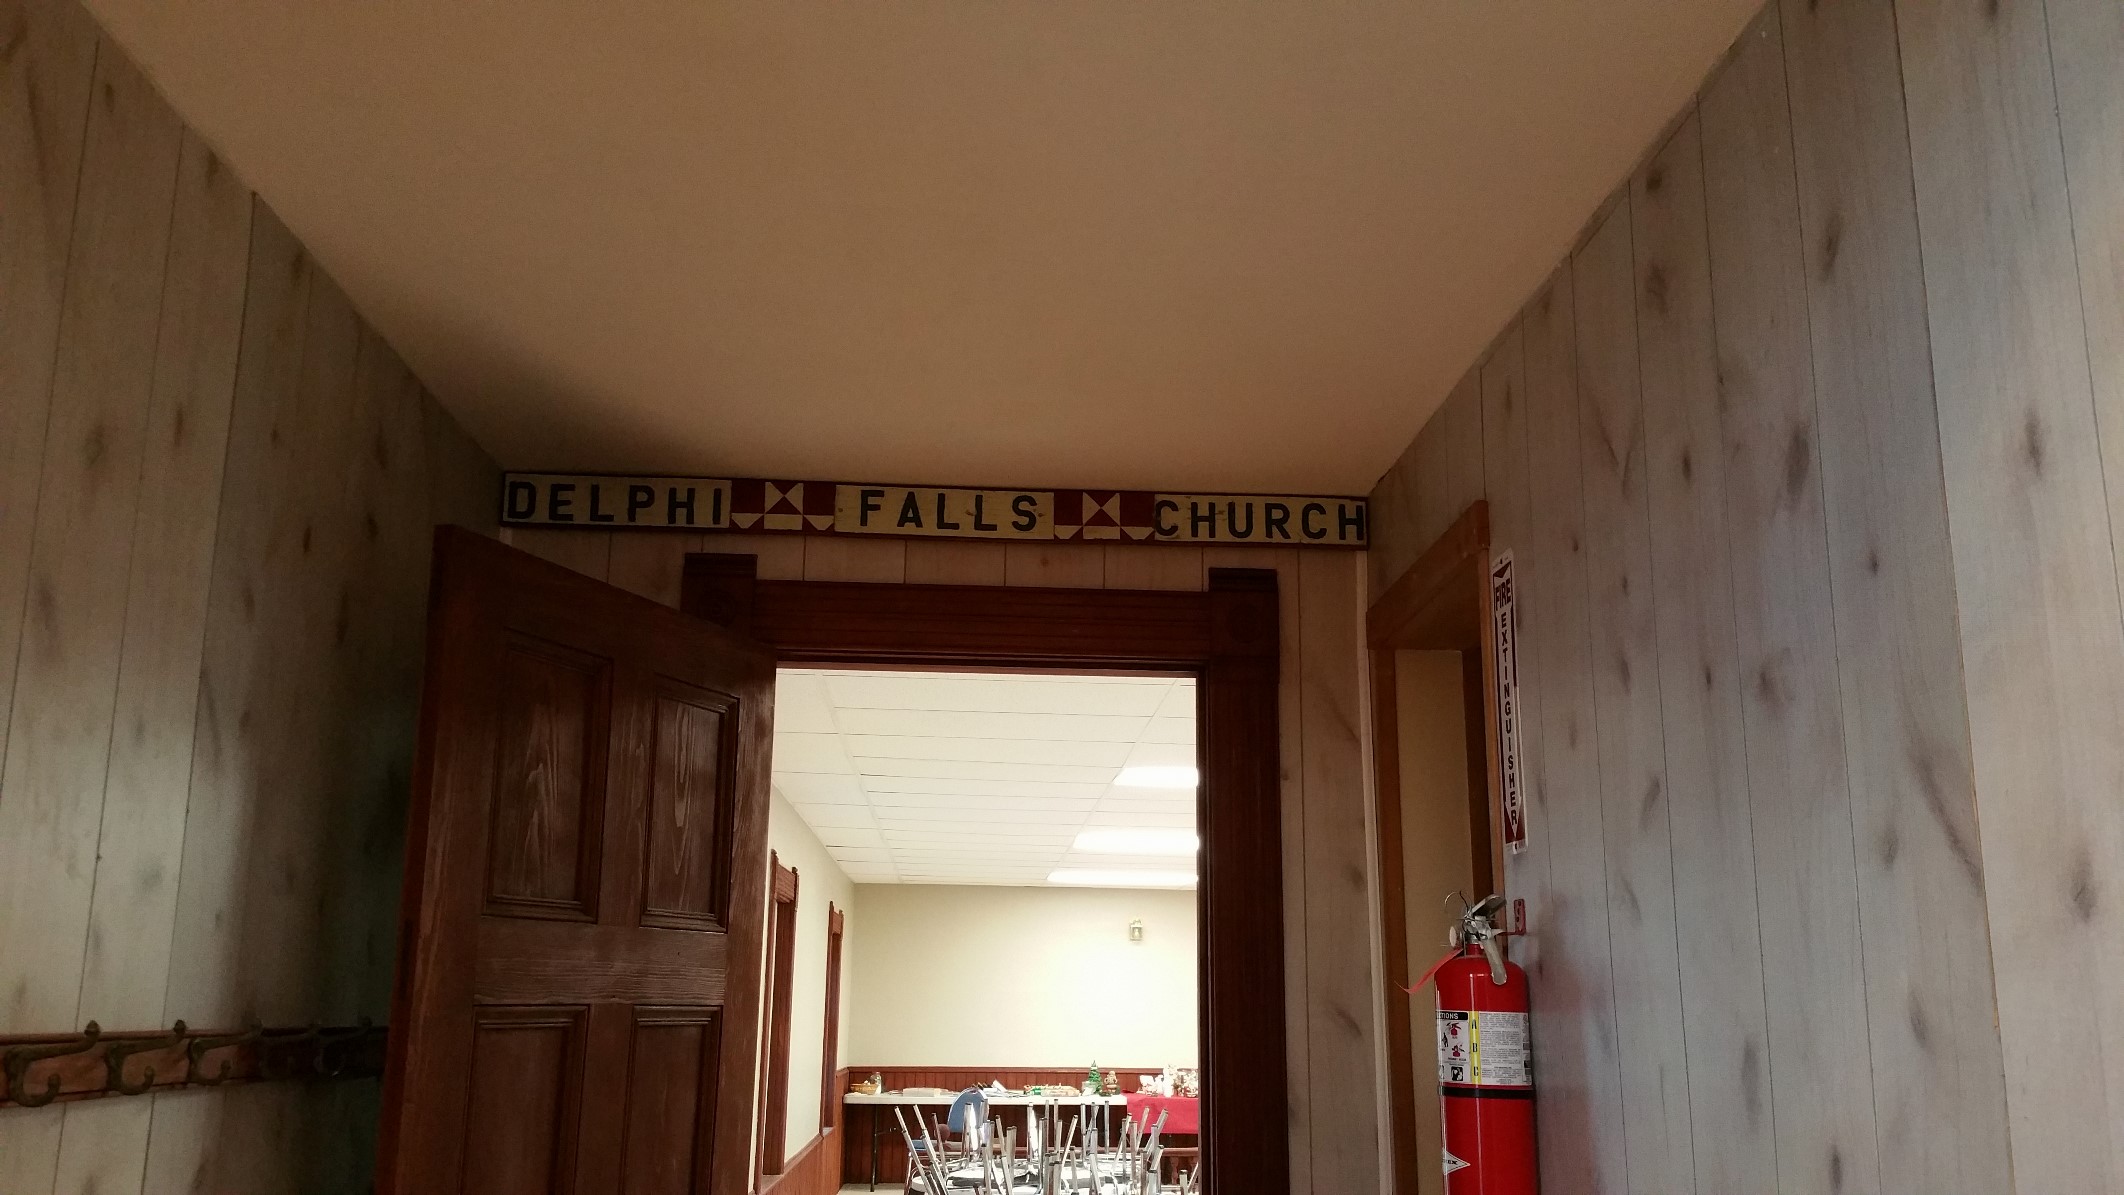 DELPHI FALLS CHURCH
FIRE EXTINGUISHER
A
B
C